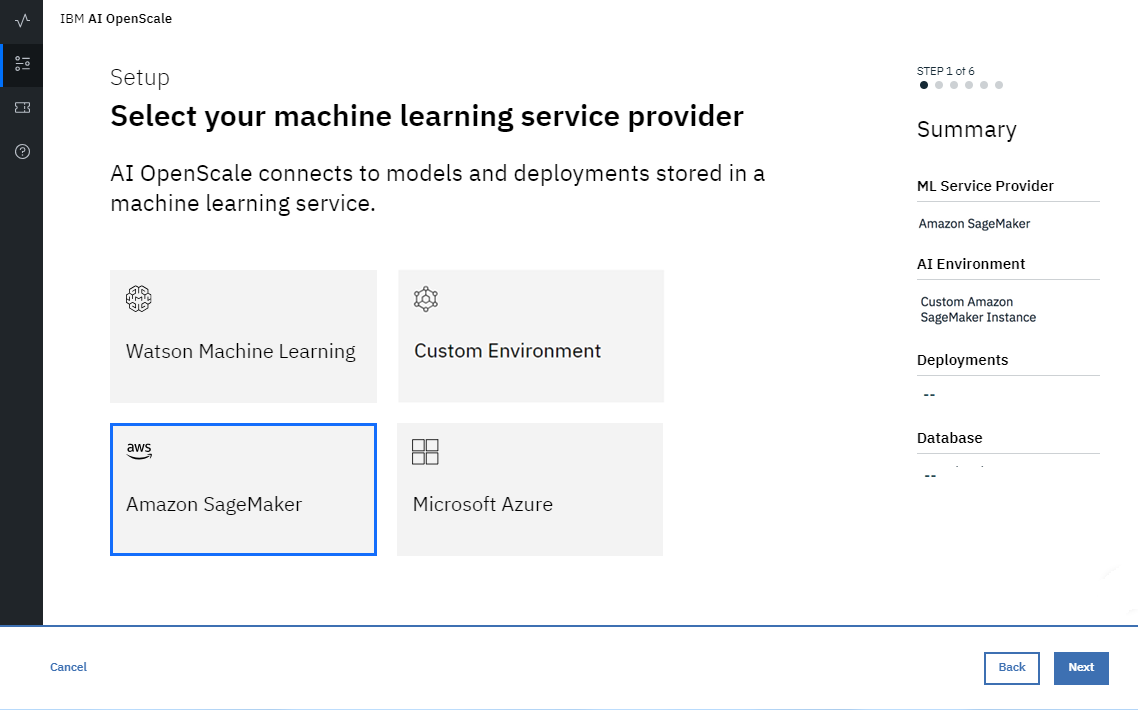 IBM AI OpenScale
Setup
Select your machine learning service provider
AI OpenScale connects to models and deployments stored in a
machine learning service.
Watson Machine Learning
Custom Environment
aws
Amazon SageMaker
Microsoft Azure
STEP 1 of 6
Summary
ML Service Provider
Amazon SageMaker
AI Environment
Custom Amazon
SageMaker Instance
Deployments
--
Database
--
Cancel
Back
Next